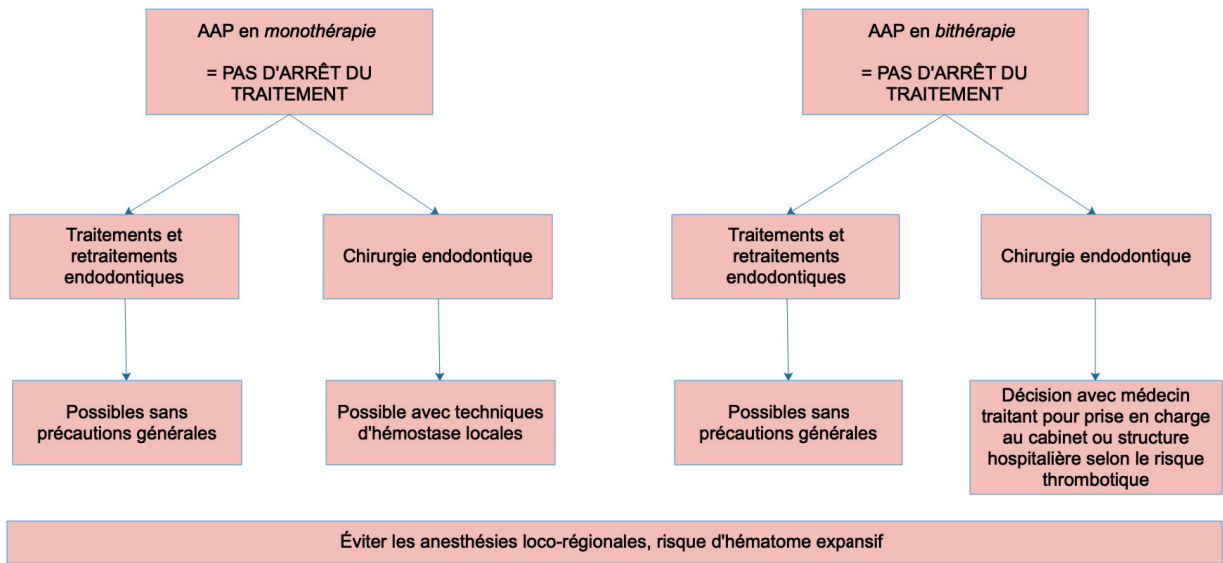 AAP en monothérapie
= PAS D'ARRÊT DU
TRAITEMENT
AAP en bithérapie
= PAS D'ARRÊT DU
TRAITEMENT
Traitements et
retraitements
endodontiques
Chirurgie endodontique
Traitements et
retraitements
endodontiques
Chirurgie endodontique
Possibles sans
précautions générales
Possible avec techniques
d'hémostase locales
Possibles sans
précautions générales
Décision avec médecin
traitant pour prise en charge
au cabinet ou structure
hospitalière selon le risque
thrombotique
Éviter les anesthésies loco-régionales, risque d'hématome expansif